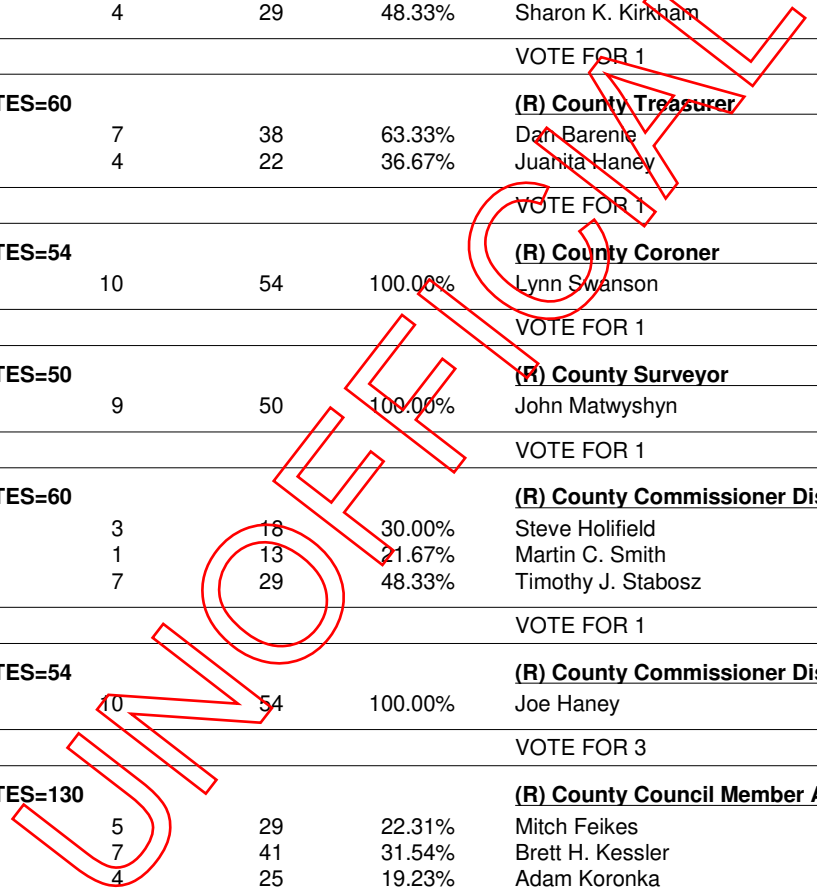 4 29 48.33% Sharon K. Kirkham
VOTE FOR 1
TES=60 (R) County Treasurer
7 38 63.33% Dan Barenie
4 22 36.67% Juanita Haney
VOTE FOR 1
TES=54 (R) County Coroner
10 54 100.00% Lynn Swanson
VOTE FOR 1
TES=50 (R) County Surveyor
9 50 100.00% John Matwyshyn
VOTE FOR 1
TES=60 (R) County Commissioner Dis
3 18 30.00% Steve Holifield
1 13 21.67% Martin C. Smith
7 29 48.33% Timothy J. Stabosz
VOTE FOR 1
TES=54 (R) County Commissioner Dis
10 54 100.00% Joe Haney
VOTE FOR 3
TES=130 (R) County Council Member A
5 29 22.31% Mitch Feikes
7 41 31.54% Brett H. Kessler
4 25 19.23% Adam Koronka
UNOFFICIAL